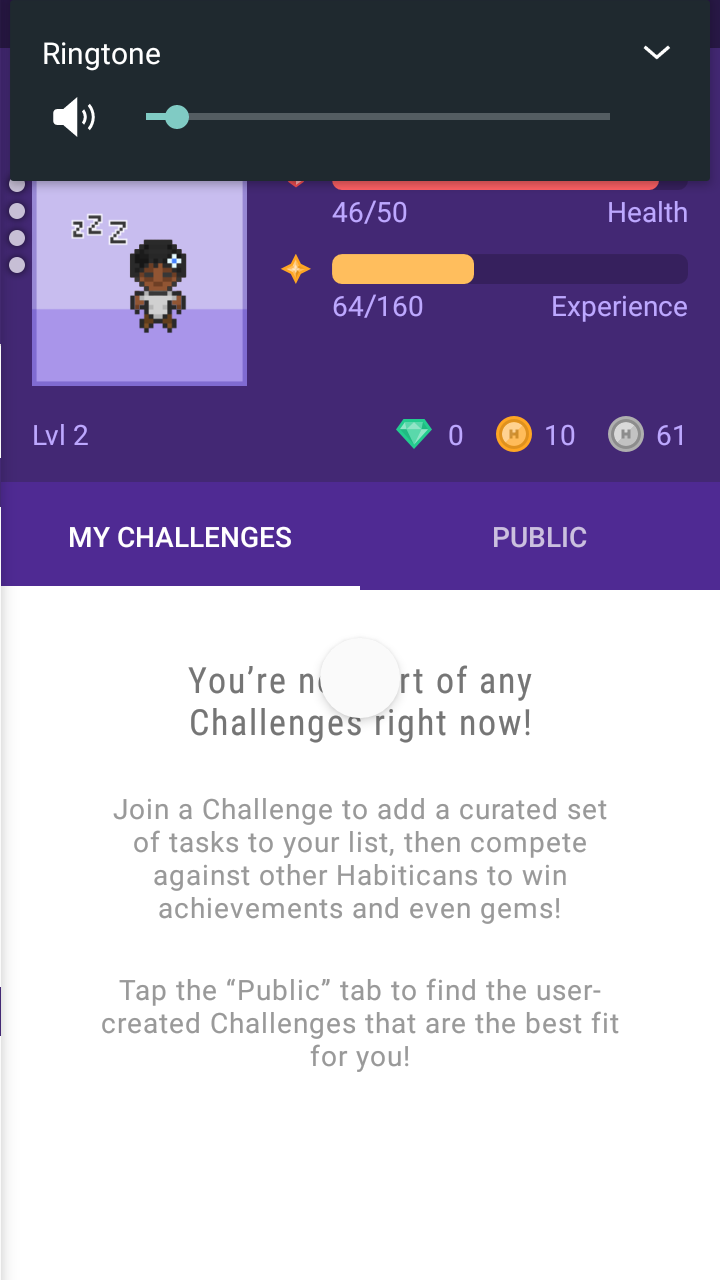 Ringtone
46/50 Health
64/160 Experience
zzz
Lvl 2 0 10 61
MY CHALLENGES PUBLIC
You’re rt of any
Challenges right now!
Join a Challenge to add a curated set
of tasks to your list, then compete
against other Habiticans to win
achievements and even gems!
Tap the “Public” tab to find the user-
created Challenges that are the best fit
for you!